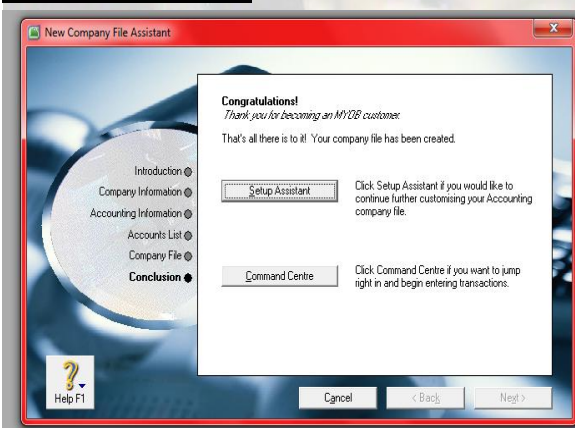 New Company File Assistant
X
Congratulations!
Thank you for becoming an MYOB customer.
That's all there is to it! Your company file has been created.
Introduction
Company Information
Accounting Information
Accounts List
Company File
Conclusion
Setup Assistant
Click Setup Assistant if you would like to
continue further customising your Accounting
company file.
Command Centre
Click Command Centre if you want to jump
right in and begin entering transactions.
?
Help F1
Cancel
< Back
Next >